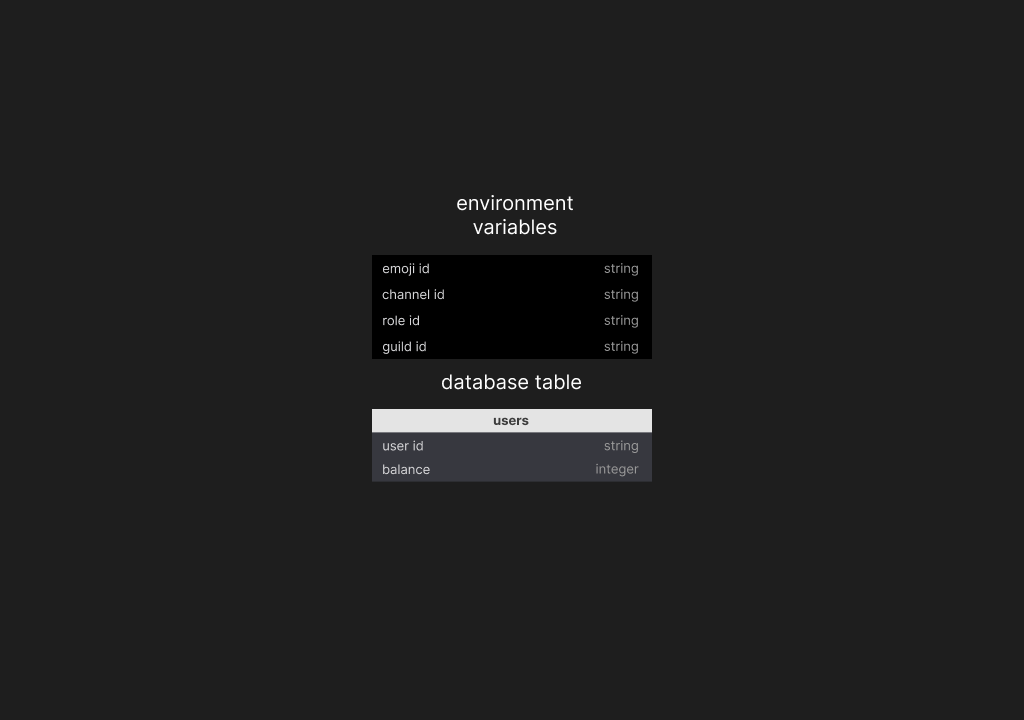 environment
variables
emoji id string
channel id string
role id string
guild id string
database table
users
user id string
balance integer